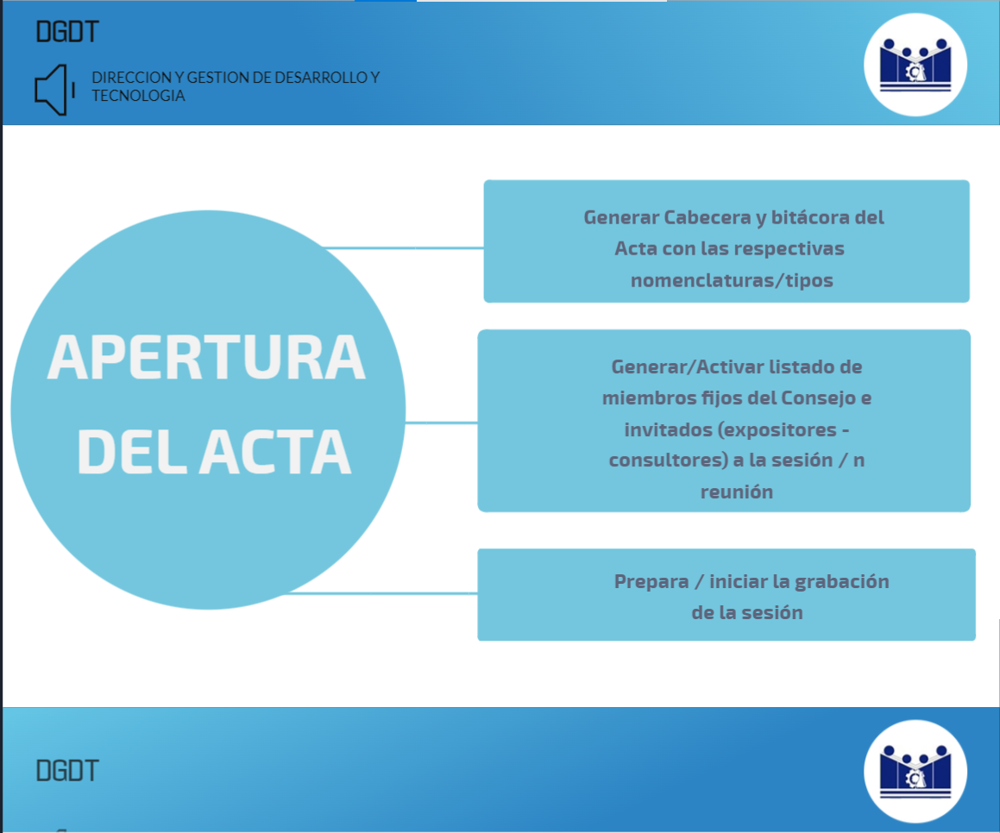 DGDT
DIRECCION Y GESTION DE DESARROLLO Y
TECNOLOGIA
APERTURA
DEL ACTA
Generar Cabecera y bitácora del
Acta con las respectivas
nomenclaturas/tipos
Generar/Activar listado de
miembros fijos del Consejo e
invitados (expositores -
consultores) a la sesión / n
reunión
Prepara / iniciar la grabación
de la sesión
DGDT